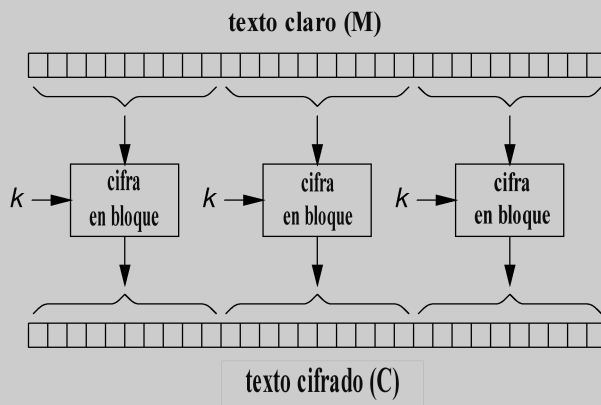 texto claro (M)
k
cifra
en bloque
k
cifra
en bloque
k
cifra
en bloque
texto cifrado (C)